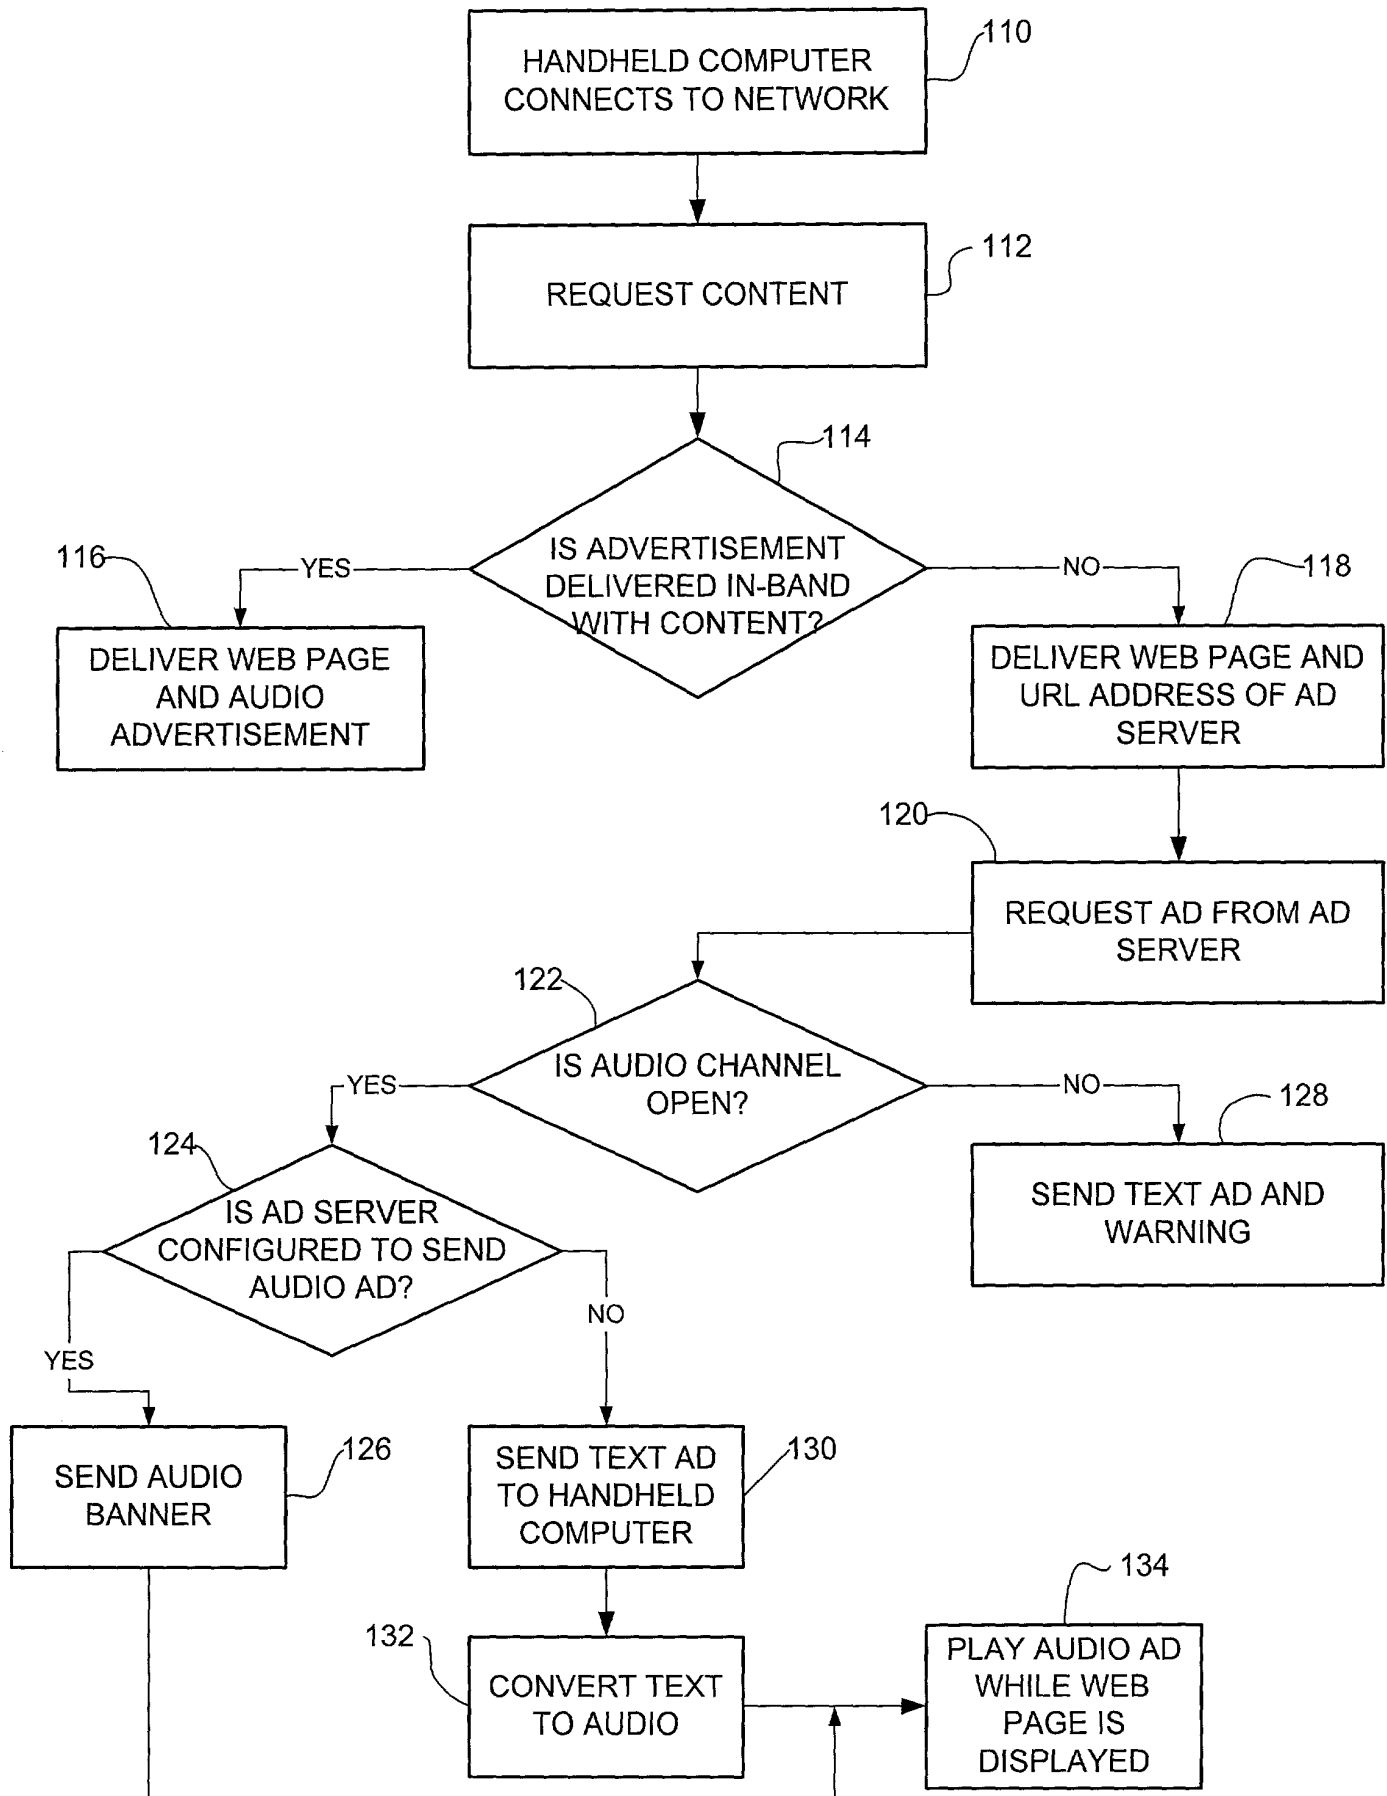 HANDHELD COMPUTER
CONNECTS TO NETWORK
110
REQUEST CONTENT
112
114
IS ADVERTISEMENT
DELIVERED IN-BAND
WITH CONTENT?
YES
NO
116
DELIVER WEB PAGE
AND AUDIO
ADVERTISEMENT
118
DELIVER WEB PAGE AND
URL ADDRESS OF AD
SERVER
120
REQUEST AD FROM AD
SERVER
122
IS AUDIO CHANNEL
OPEN?
YES
NO
128
SEND TEXT AD AND
WARNING
124
IS AD SERVER
CONFIGURED TO SEND
AUDIO AD?
YES
NO
SEND AUDIO
BANNER
126
SEND TEXT AD
TO HANDHELD
COMPUTER
130
132
CONVERT TEXT
TO AUDIO
134
PLAY AUDIO AD
WHILE WEB
PAGE IS
DISPLAYED